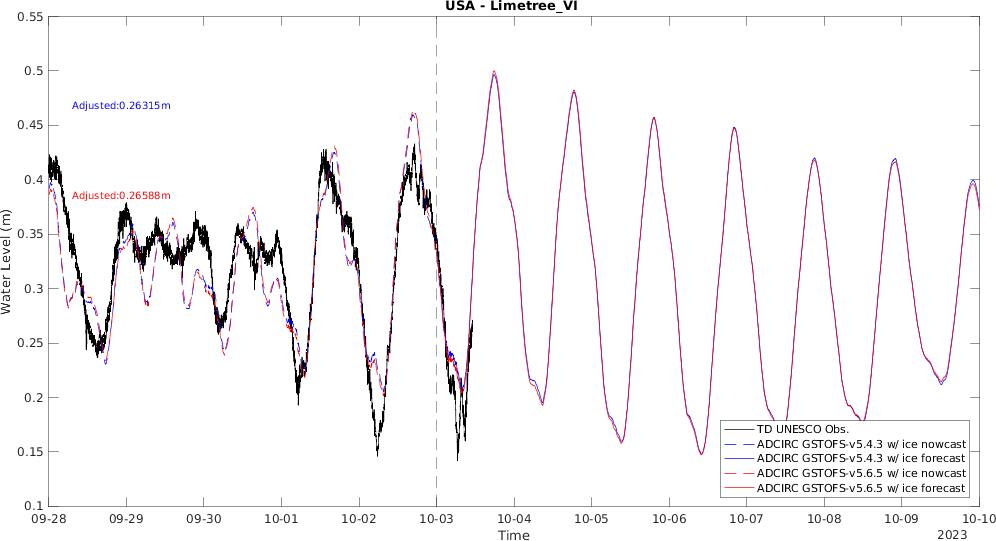 USA - Limetree_VI
0.55
0.5
0.45
0.4
0.35
0.3
0.25
0.2
0.15
0.1
Water Level (m)
Adjusted:0.26315m
Adjusted:0.26588m
TD UNESCO Obs.
ADCIRC GSTOFS-v5.4.3 w/ ice nowcast
ADCIRC GSTOFS-v5.4.3 w/ ice forecast
ADCIRC GSTOFS-v5.6.5 w/ ice nowcast
ADCIRC GSTOFS-v5.6.5 w/ ice forecast
09-28 09-29 09-30 10-01 10-02 10-03 10-04 10-05 10-06 10-07 10-08 10-09 10-10
Time
2023